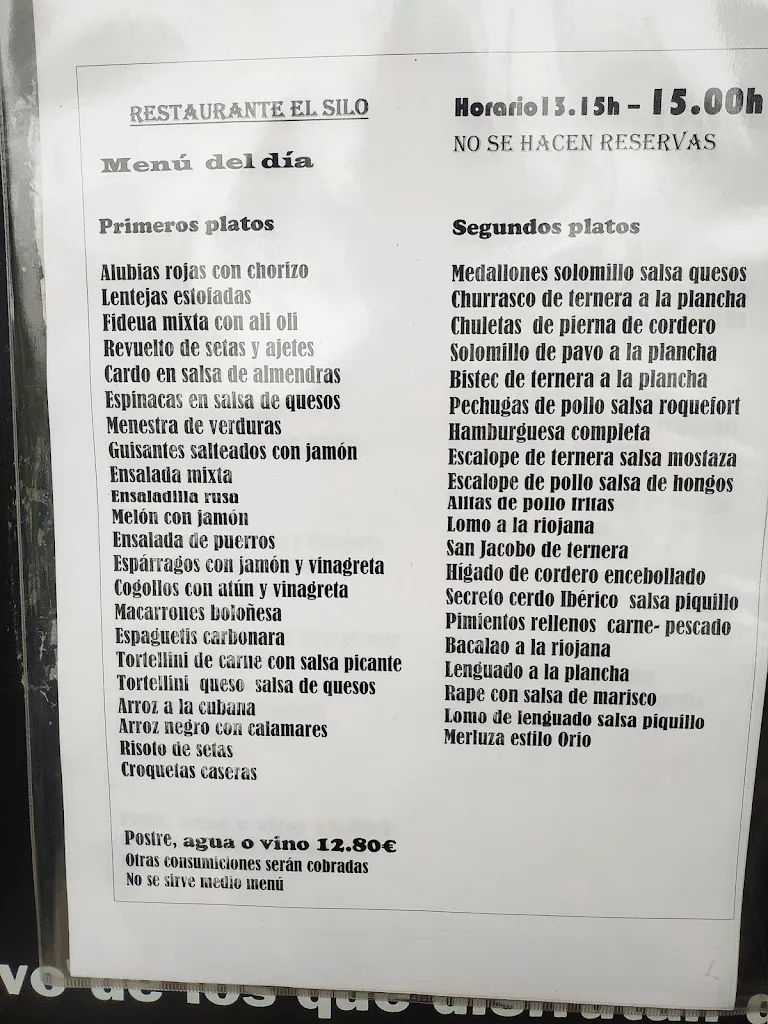 RESTAURANTE EL SILO
Horario13.15h – 15.00h
NO SE HACEN RESERVAS
Menú del día
Primeros platos
Alubias rojas con chorizo
Lentejas estofadas
Fideua mixta con ali oli
Revuelto de setas y ajetes
Cardo en salsa de almendras
Espinacas en salsa de quesos
Menestra de verduras
Guisantes salteados con jamón
Ensalada mixta
Ensaladilla rusa
Melón con jamón
Ensalada de puerros
Espárragos con jamón y vinagreta
Cogollos con atún y vinagreta
Macarrones boloñesa
Espaguetis carbonara
Tortellini de carne con salsa picante
Tortellini queso salsa de quesos
Arroz a la cubana
Arroz negro con calamares
Risoto de setas
Croquetas caseras
Segundos platos
Medallones solomillo salsa quesos
Churrasco de ternera a la plancha
Chuletas de pierna de cordero
Solomillo de pavo a la plancha
Bistec de ternera a la plancha
Pechugas de pollo salsa roquefort
Hamburguesa completa
Escalope de ternera salsa mostaza
Escalope de pollo salsa de hongos
Alitas de pollo fritas
Lomo a la riojana
San Jacobo de ternera
Hígado de cordero encebollado
Secreto cerdo Ibérico salsa piquillo
Pimientos rellenos carne- pescado
Bacalao a la riojana
Lenguado a la plancha
Rape con salsa de marisco
Lomo de lenguado salsa piquillo
Merluza estilo Orio
Postre, agua o vino 12.80€
Otras consumiciones serán cobradas
No se sirve medio menú
vo de los que disfrutan